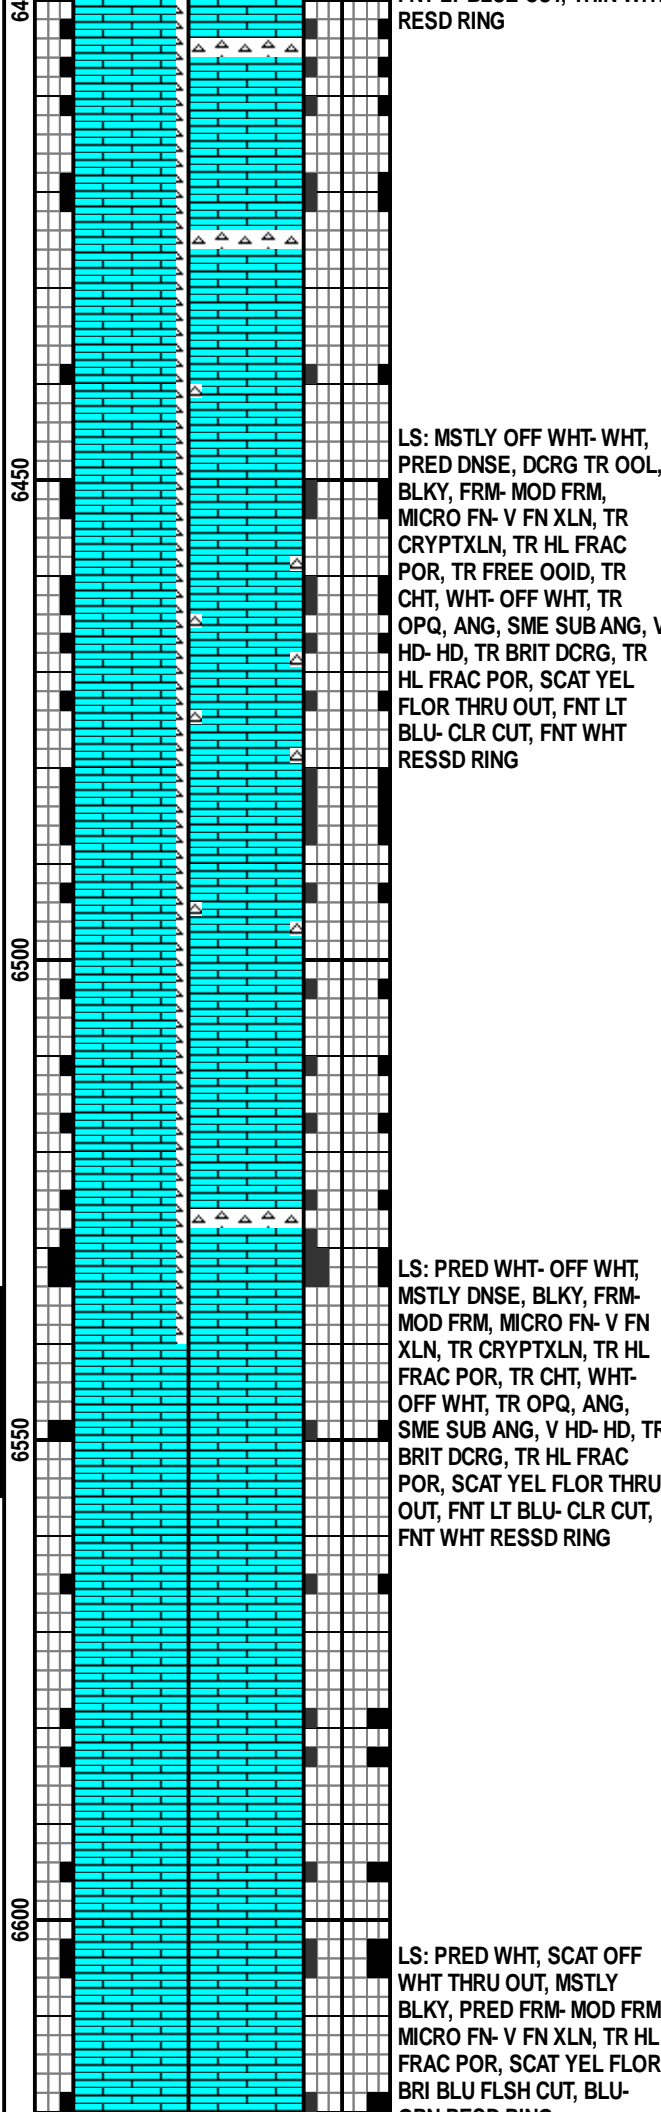 RESD RING
64
LS: MSTLY OFF WHT- WHT,
PRED DNSE, DCRG TR OOL,
BLKY, FRM- MOD FRM,
MICRO FN- V FN XLN, TR
CRYPTXLN, TR HL FRAC
POR, TR FREE OOID, TR
CHT, WHT- OFF WHT, TR
OPQ, ANG, SME SUB ANG, V
HD- HD, TR BRIT DCRG, TR
HL FRAC POR, SCAT YEL
FLOR THRU OUT, FNT LT
BLU- CLR CUT, FNT WHT
RESSD RING
6450
6500
LS: PRED WHT- OFF WHT,
MSTLY DNSE, BLKY, FRM-
MOD FRM, MICRO FN- V FN
XLN, TR CRYPTXLN, TR HL
FRAC POR, TR CHT, WHT-
OFF WHT, TR OPQ, ANG,
SME SUB ANG, V HD- HD, TR
BRIT DCRG, TR HL FRAC
POR, SCAT YEL FLOR THRU
OUT, FNT LT BLU- CLR CUT,
FNT WHT RESSD RING
6550
6600
LS: PRED WHT, SCAT OFF
WHT THRU OUT, MSTLY
BLKY, PRED FRM- MOD FRM
MICRO FN- V FN XLN, TR HL
FRAC POR, SCAT YEL FLOR
BRI BLU FLSH CUT, BLU-